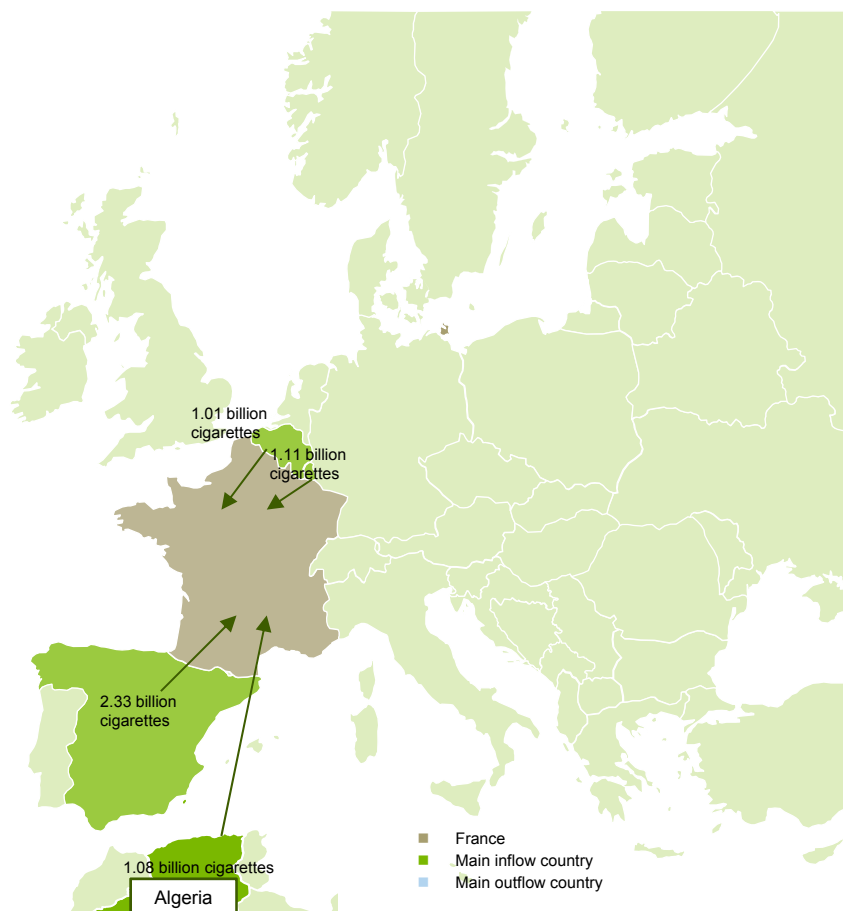 1.01 billion
cigarettes
1.11 billion
cigarettes
2.33 billion
cigarettes
1.08 billion cigarettes
Algeria
France
Main inflow country
Main outflow country